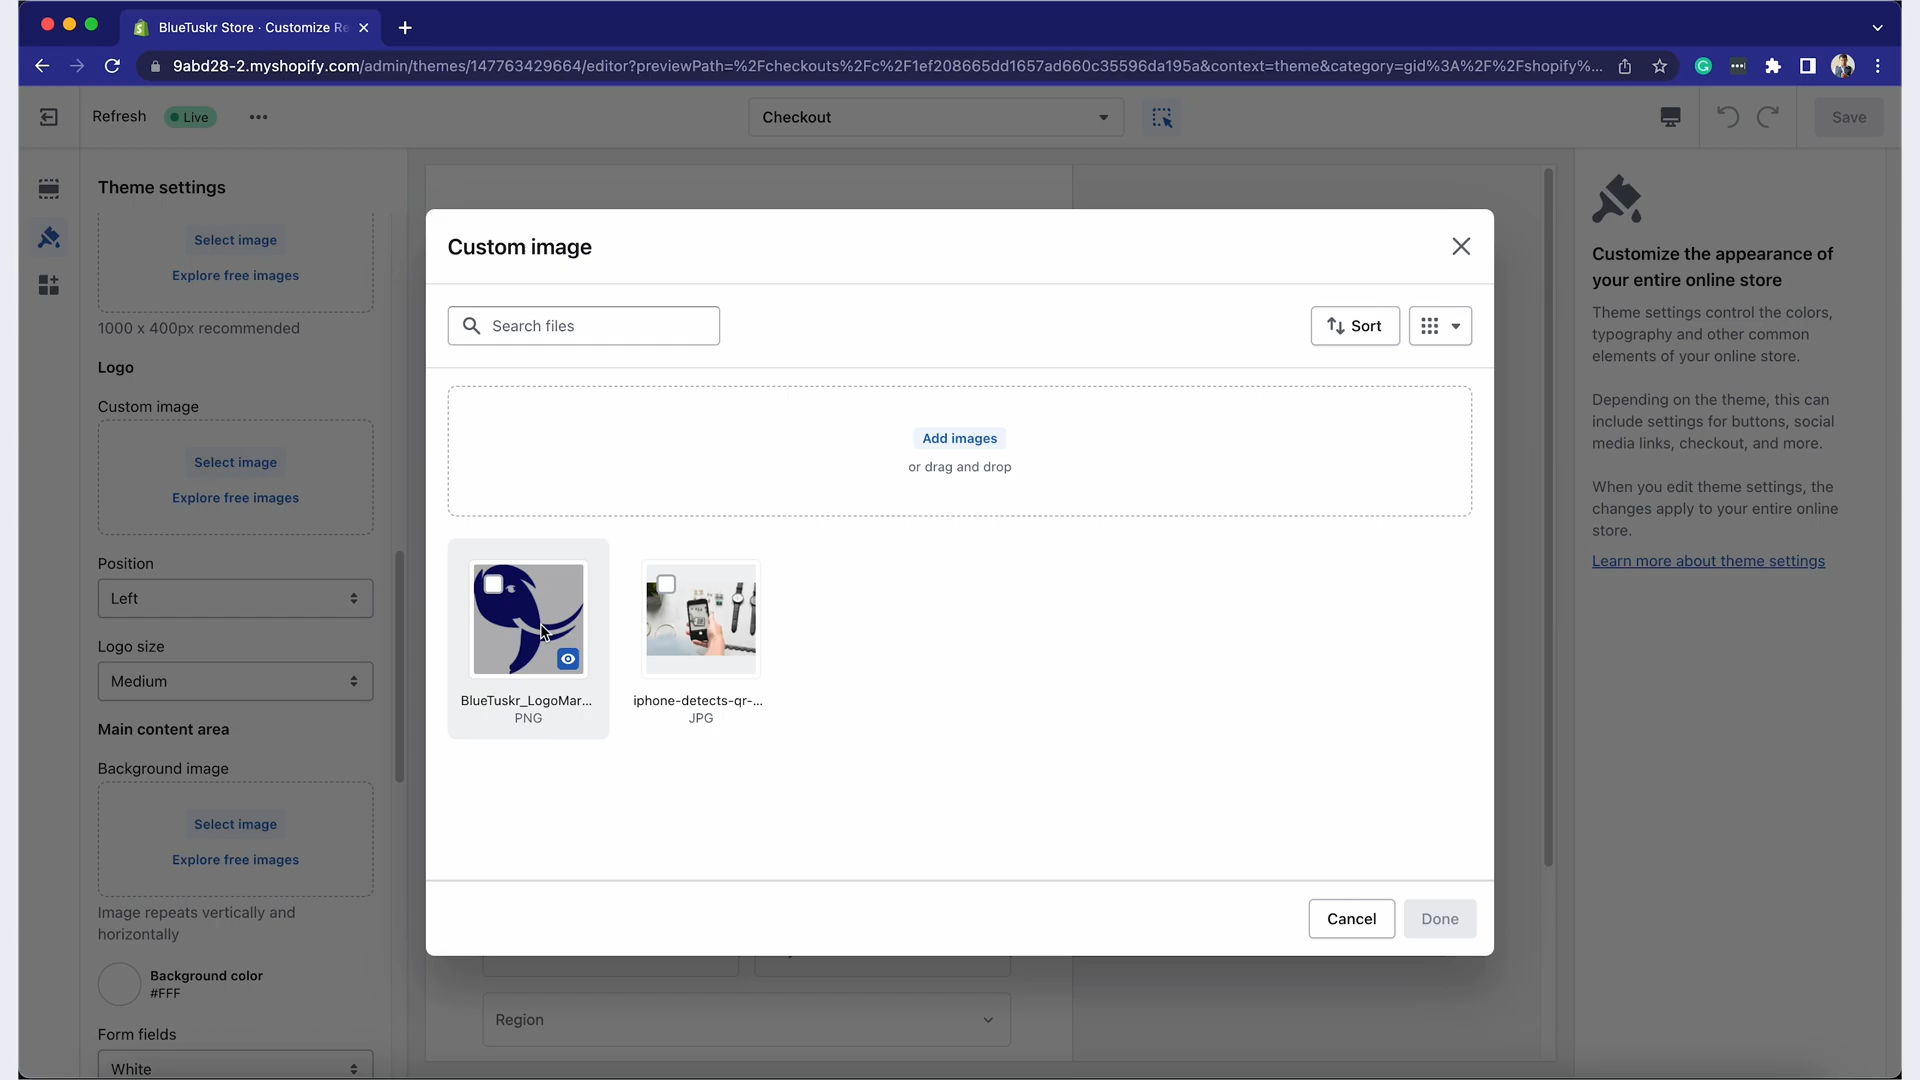 BlueTuskr Store · Customize Re
9abd28-2.myshopify.com/admin/themes/147763429664/editor?previewPath=%2Fcheckouts%2Fc%2F1ef208665dd1657ad660c35596da195a&context=theme&category=gid%3A%2F%2Fshopify%...
Refresh
Live
Checkout
Save
Theme settings
Select image
Explore free images
1000 x 400px recommended
Logo
Custom image
Select image
Explore free images
Position
Left
Logo size
Medium
Main content area
Background image
Select image
Explore free images
Image repeats vertically and
horizontally
Background color
#FFF
Form fields
White
Custom image
Search files
Sort
Add images
or drag and drop
BlueTuskr_LogoMar...
PNG
iphone-detects-qr-...
JPG
Cancel
Done
Region
Customize the appearance of
your entire online store
Theme settings control the colors,
typography and other common
elements of your online store.
Depending on the theme, this can
include settings for buttons, social
media links, checkout, and more.
When you edit theme settings, the
changes apply to your entire online
store.
Learn more about theme settings